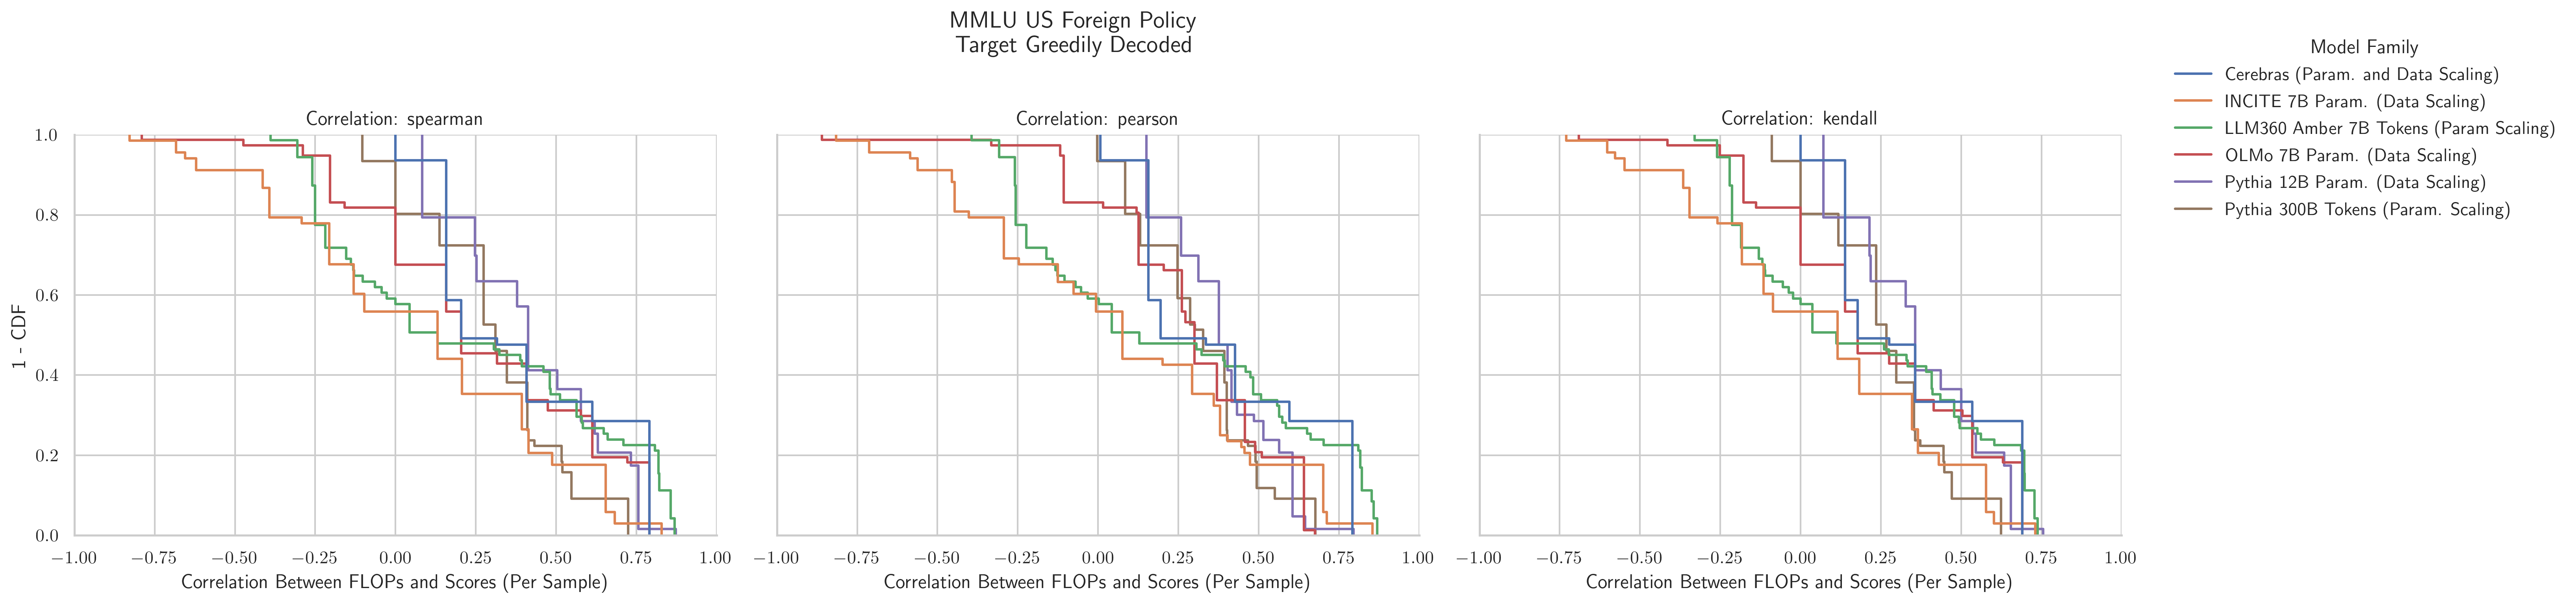 MMLU US Foreign Policy
Target Greedily Decoded
Model Family
Cerebras (Param. and Data Scaling)
INCITE 7B Param. (Data Scaling)
LLM360 Amber 7B Tokens (Param Scaling)
OLMo 7B Param. (Data Scaling)
Pythia 12B Param. (Data Scaling)
Pythia 300B Tokens (Param. Scaling)
Correlation: spearman
1.0
0.8
0.6
0.4
0.2
0.0
1 - CDF
−1.00 −0.75 −0.50 −0.25 0.00 0.25 0.50 0.75 1.00
Correlation Between FLOPs and Scores (Per Sample)
Correlation: pearson
−1.00 −0.75 −0.50 −0.25 0.00 0.25 0.50 0.75 1.00
Correlation Between FLOPs and Scores (Per Sample)
Correlation: kendall
−1.00 −0.75 −0.50 −0.25 0.00 0.25 0.50 0.75 1.00
Correlation Between FLOPs and Scores (Per Sample)